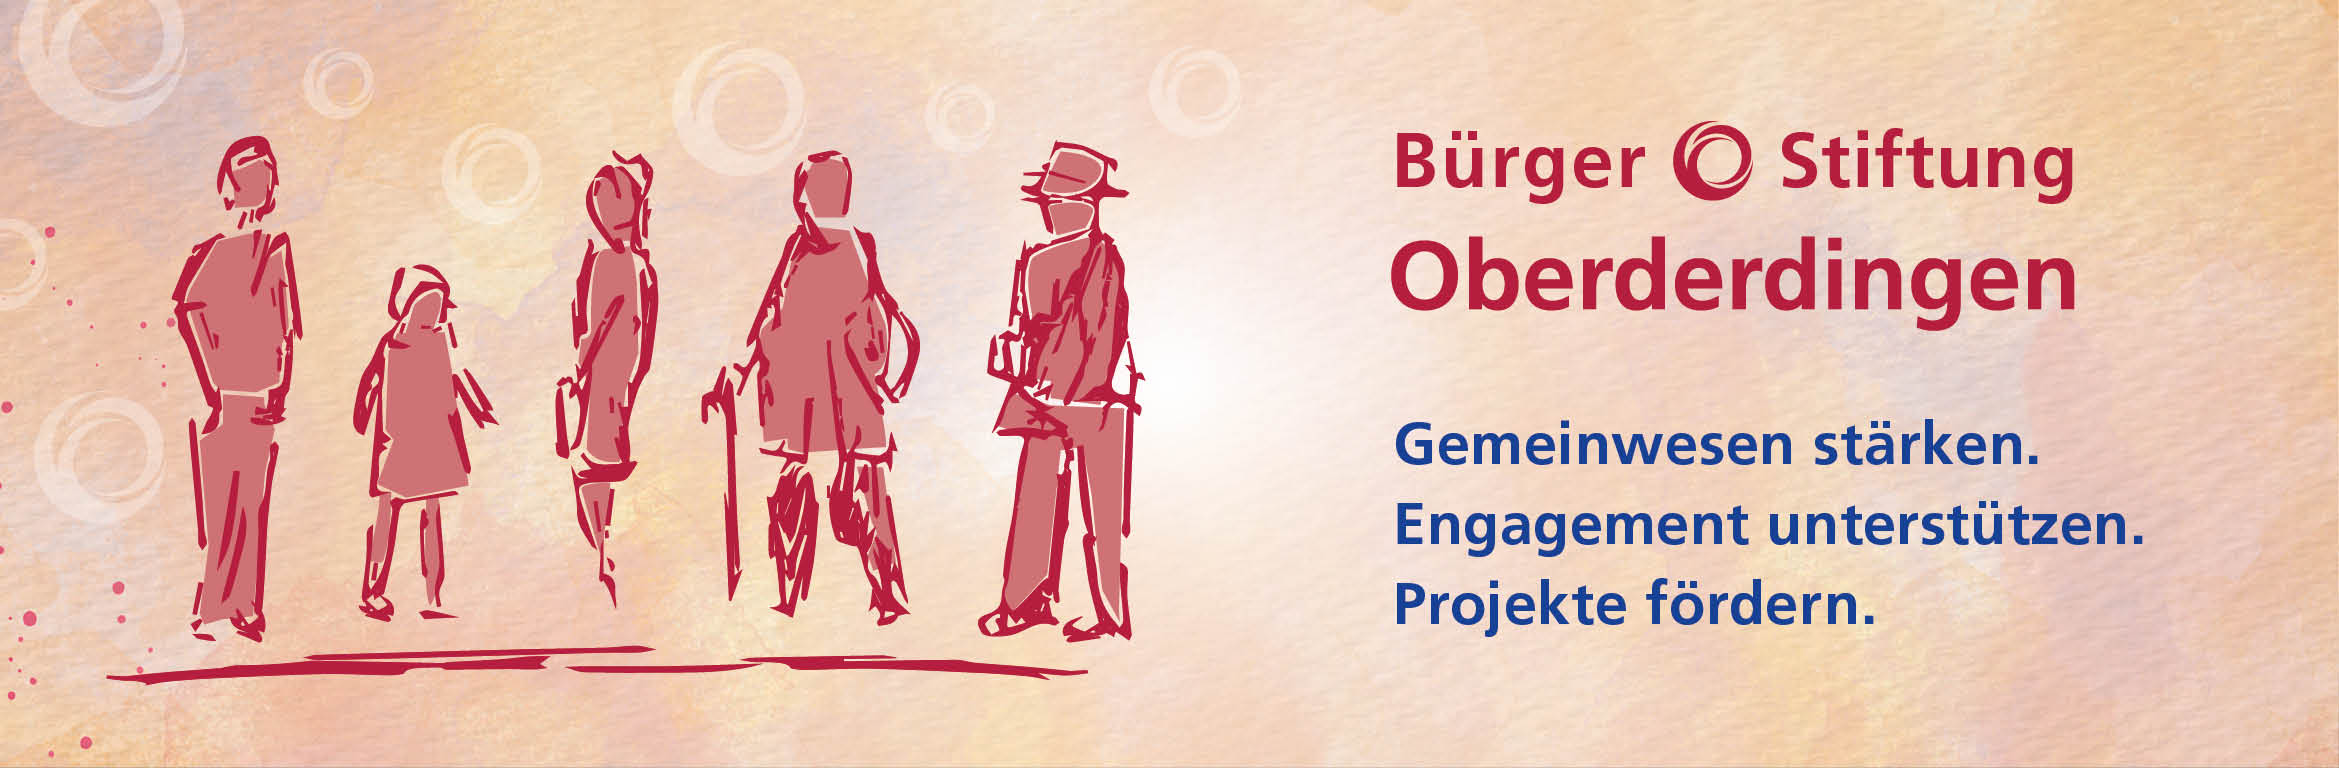 Bürger Stiftung
Oberderdingen
Gemeinwesen stärken.
Engagement unterstützen.
Projekte fördern.